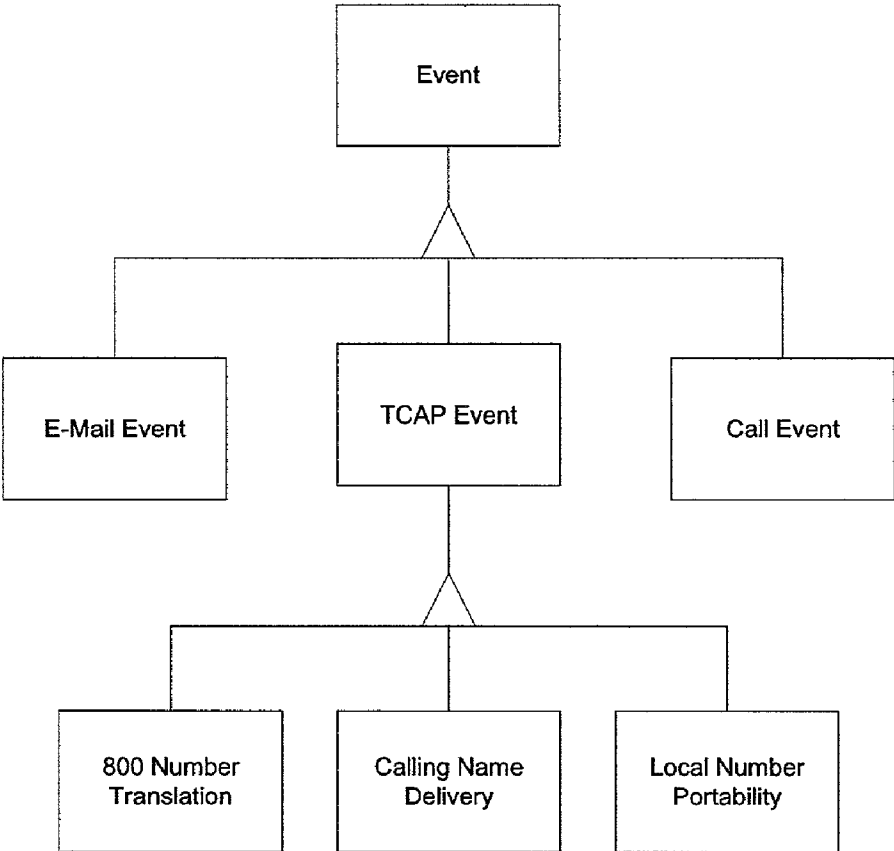 Event
E-Mail Event
TCAP Event
Call Event
800 Number
Translation
Calling Name
Delivery
Local Number
Portability